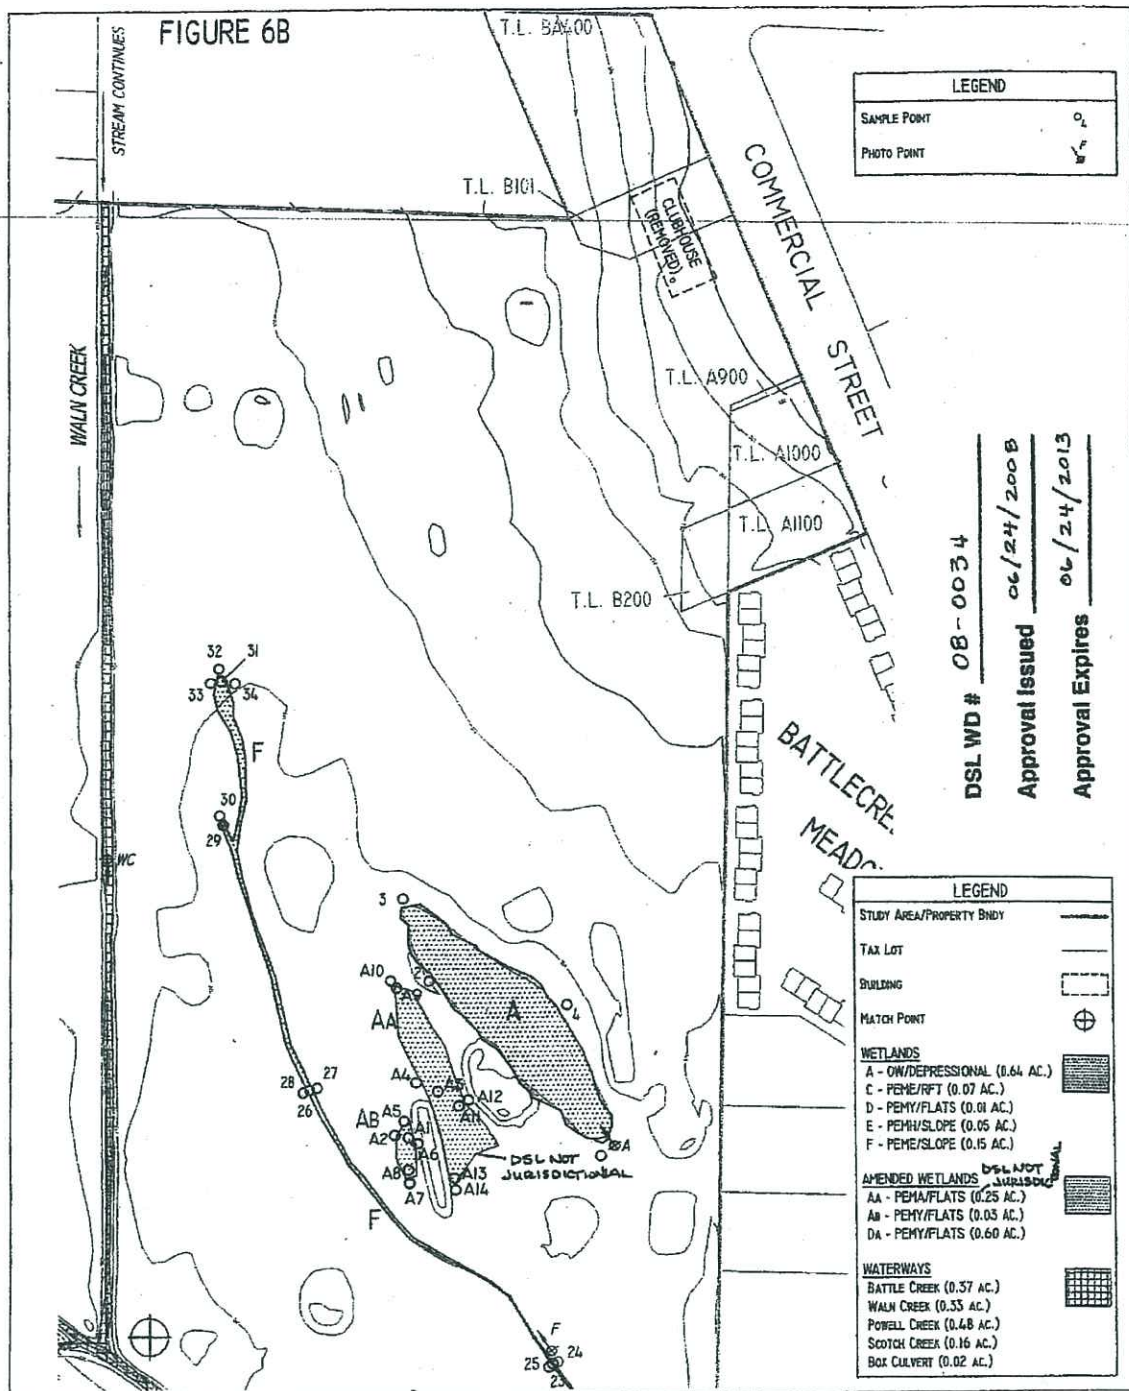 FIGURE 6B
STREAM CONTINUES
T.L. BA400
LEGEND
SAMPLE POINT
PHOTO POINT
T.L. B101
CLUBHOUSE
(REMOVED)
COMMERCIAL STREET
WALN CREEK
T.L. A900
T.L. A1000
T.L. A1100
T.L. B200
DSL WD # 08-0034
Approval Issued 06/24/2008
Approval Expires 06/24/2013
32
31
33
34
F
30
29
WC
BATTLECRE
MEADO
3
A10
2
A
4
AA
28
27
26
A4
A3
A12
A11
AB
A5
A2
A1
A6
A8
A7
A13
A14
DSL NOT
JURISDICTIONAL
A
F
F
24
25
23
LEGEND
STUDY AREA/PROPERTY BNDY
TAX LOT
BUILDING
MATCH POINT
WETLANDS
A - OW/DEPRESSIONAL (0.64 AC.)
C - PEME/RFT (0.07 AC.)
D - PEMY/FLATS (0.01 AC.)
E - PEMH/SLOPE (0.05 AC.)
F - PEME/SLOPE (0.15 AC.)
AMENDED WETLANDS
DSL NOT
JURISDICTIONAL
AA - PEMA/FLATS (0.25 AC.)
AB - PEMY/FLATS (0.03 AC.)
DA - PEMY/FLATS (0.60 AC.)
WATERWAYS
BATTLE CREEK (0.37 AC.)
WALN CREEK (0.33 AC.)
POWELL CREEK (0.48 AC.)
SCOTCH CREEK (0.16 AC.)
BOX CULVERT (0.02 AC.)